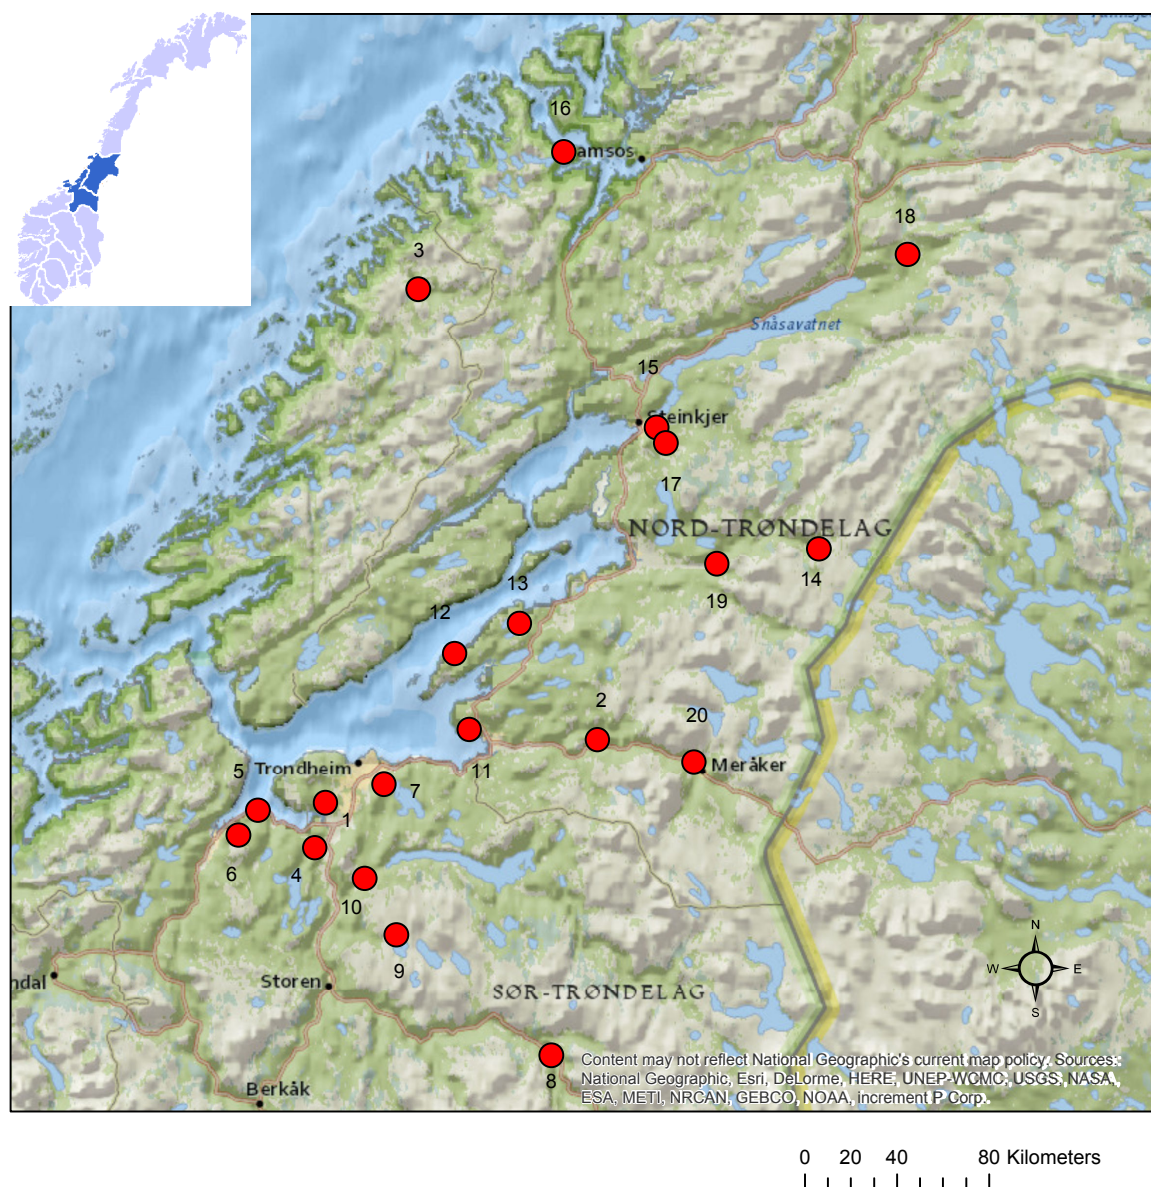 16
amsos
18
3
Snåsavatnet
15
Steinkjer
17
NORD-TRØNDELAG
14
19
13
12
2
20
Meråker
11
5
Trondheim
7
1
6
4
10
9
ndal
Storen
SØR-TRØNDELAG
N
W E
S
8
Content may not reflect National Geographic's current map policy. Sources:
National Geographic, Esri, DeLorme, HERE, UNEP-WCMC, USGS, NASA,
ESA, METI, NRCAN, GEBCO, NOAA, increment P Corp.
Berkåk
0 20 40 80 Kilometers